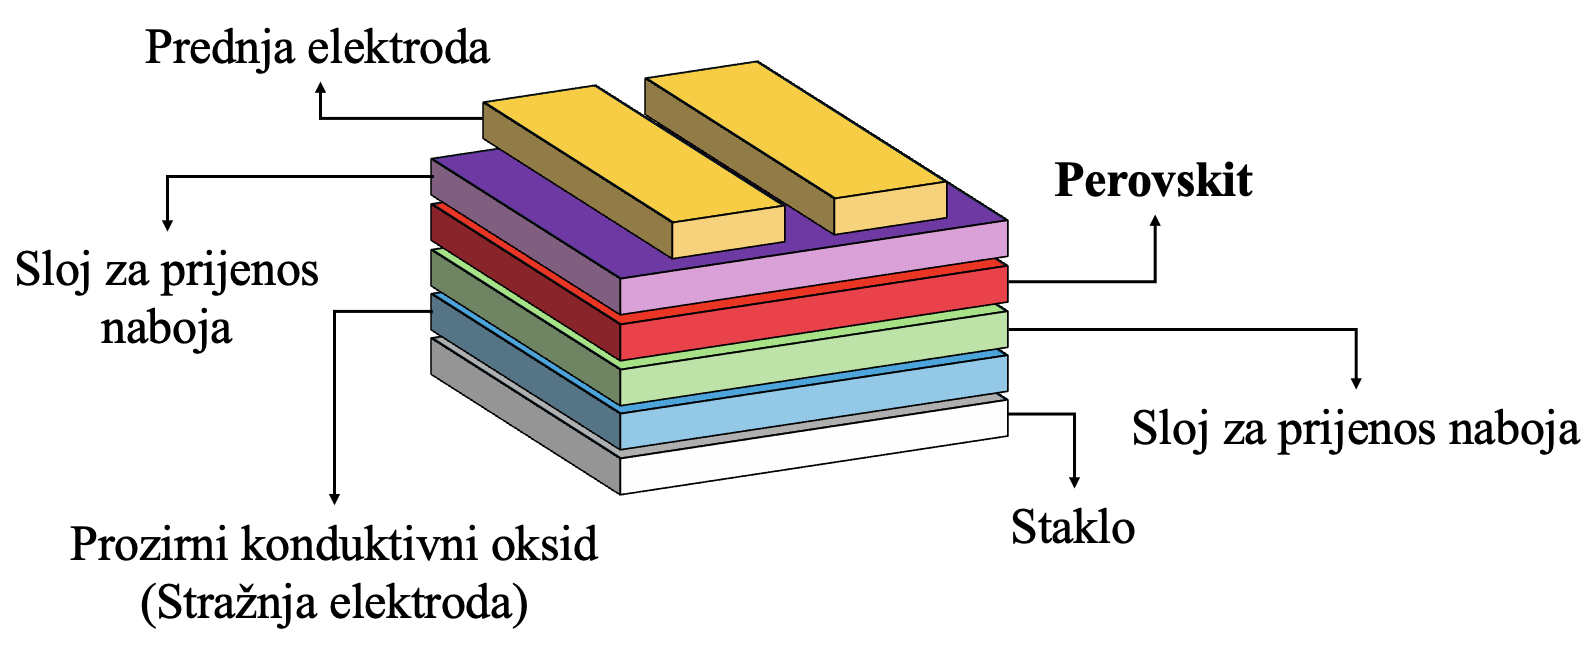 Prednja elektroda
Perovskit
Sloj za prijenos
naboja
Sloj za prijenos naboja
Staklo
Prozirni konduktivni oksid
(Stražnja elektroda)